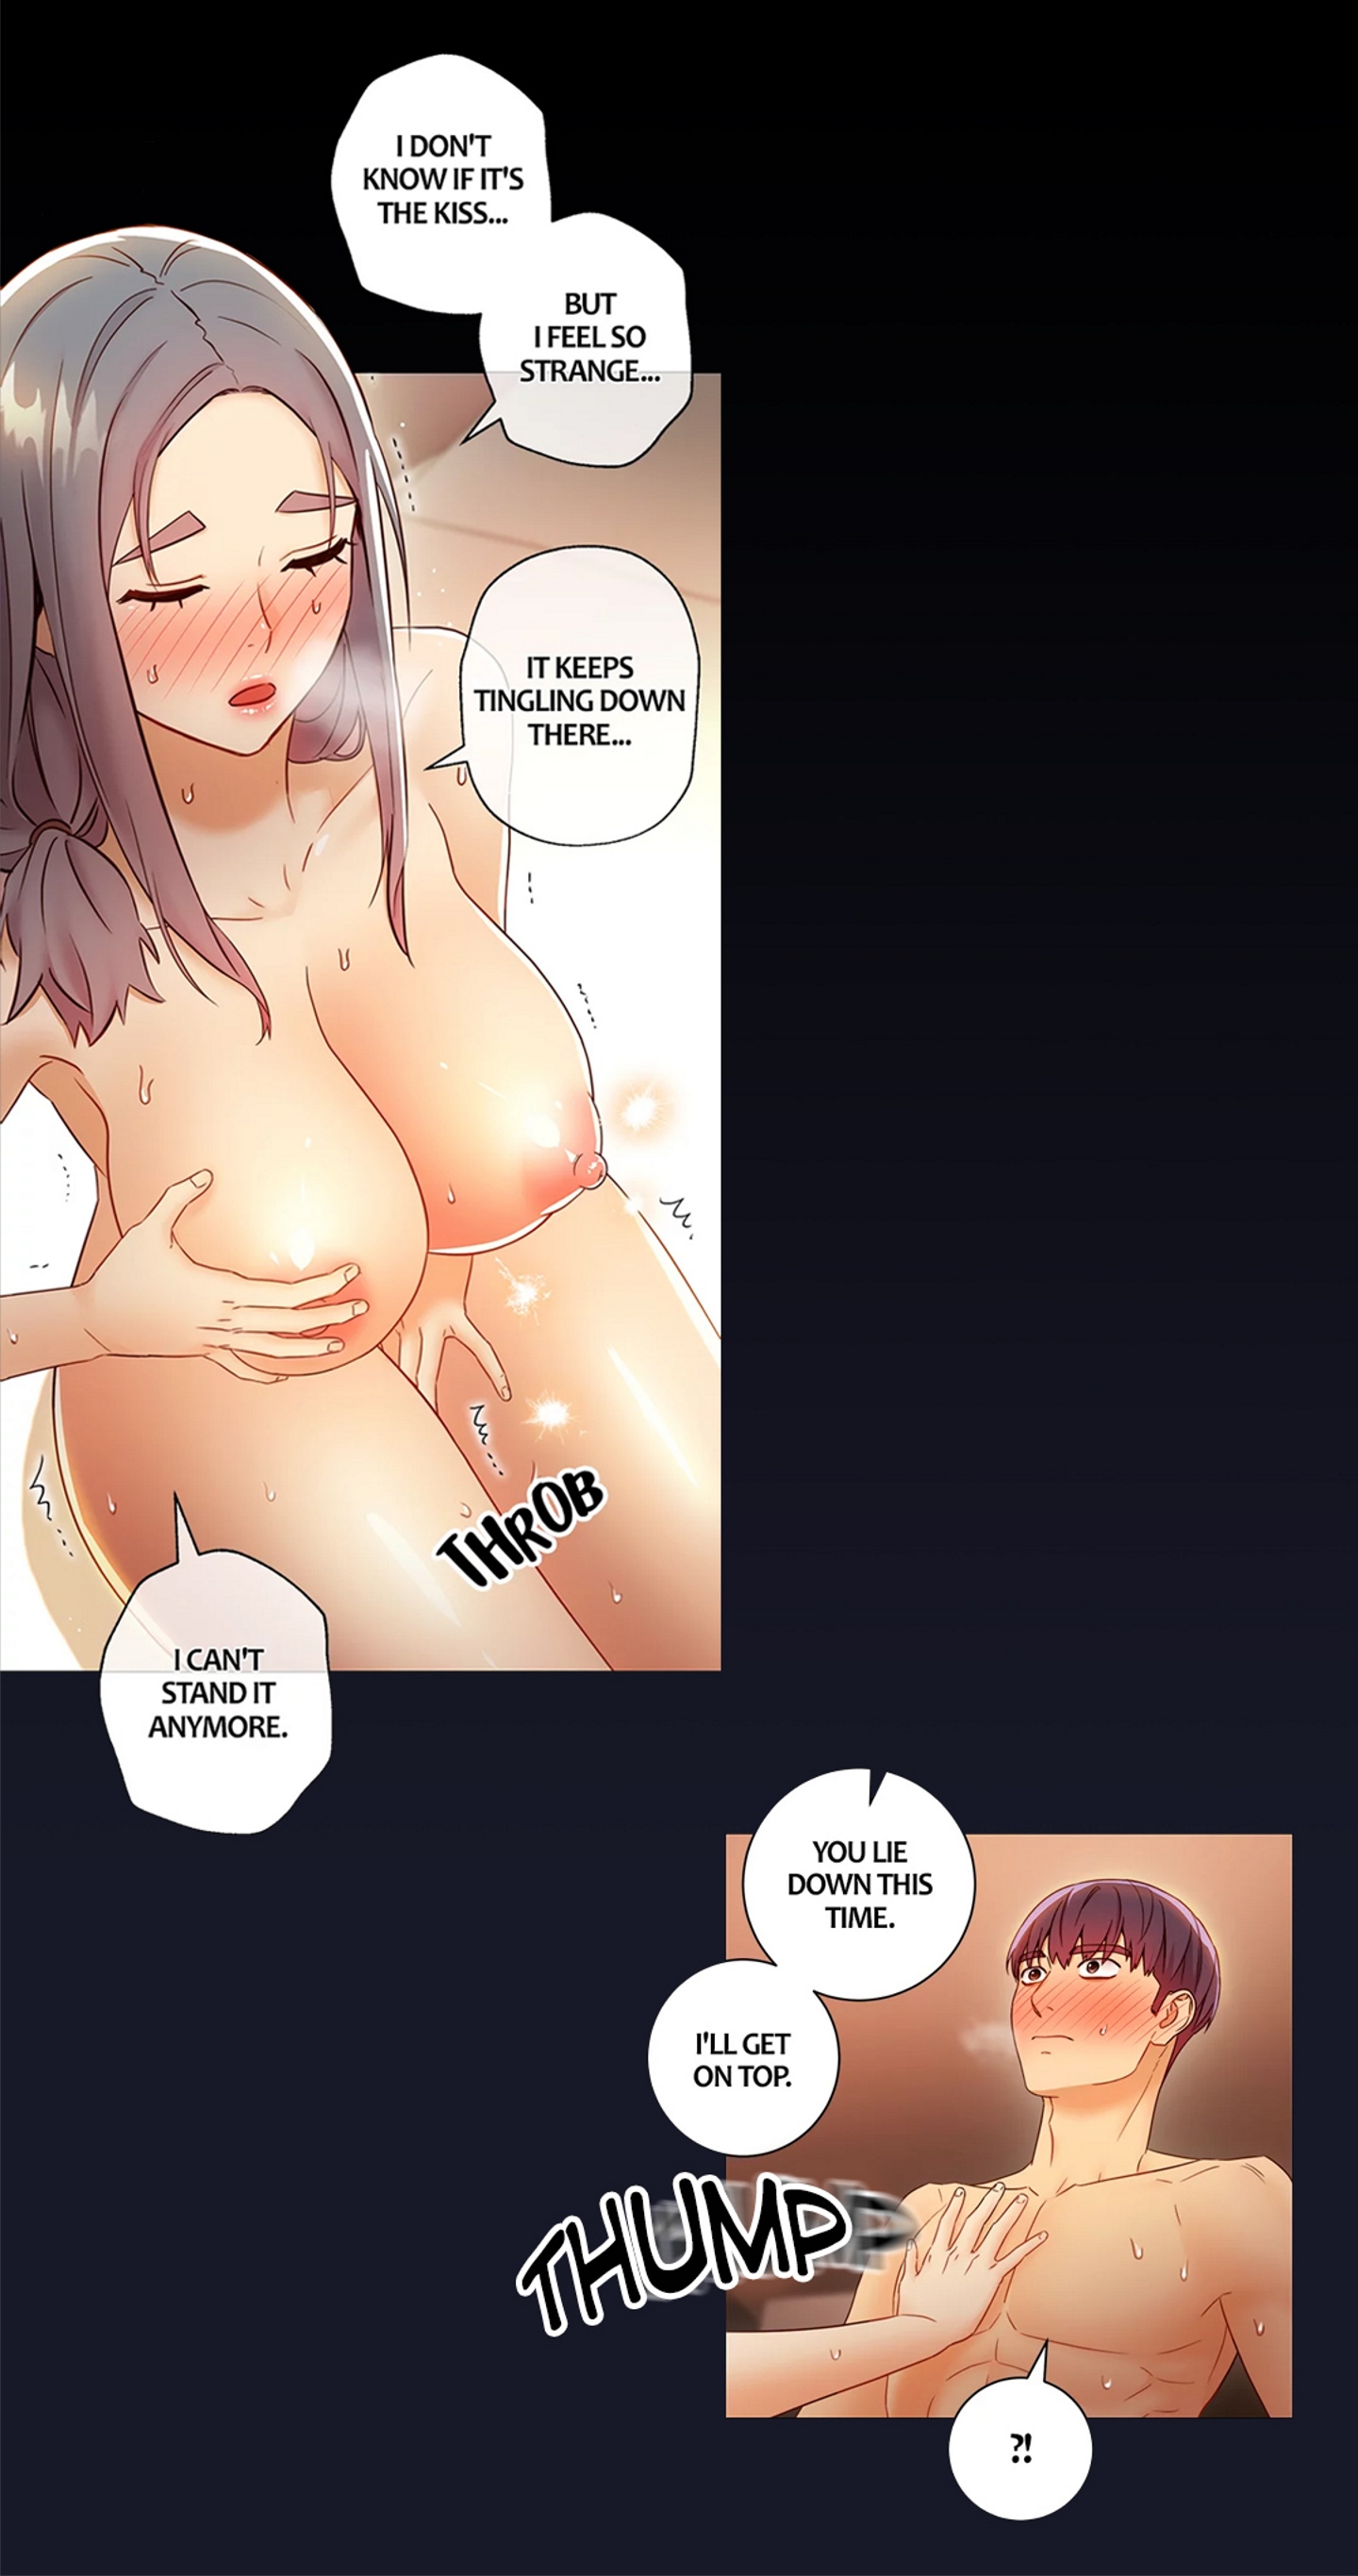 I DON'T
KNOW IF IT'S
THE KISS...
BUT
I FEEL SO
STRANGE...
IT KEEPS
TINGLING DOWN
THERE...
THROB
I CAN'T
STAND IT
ANYMORE.
YOU LIE
DOWN THIS
TIME.
I'LL GET
ON TOP.
THUMP
?!